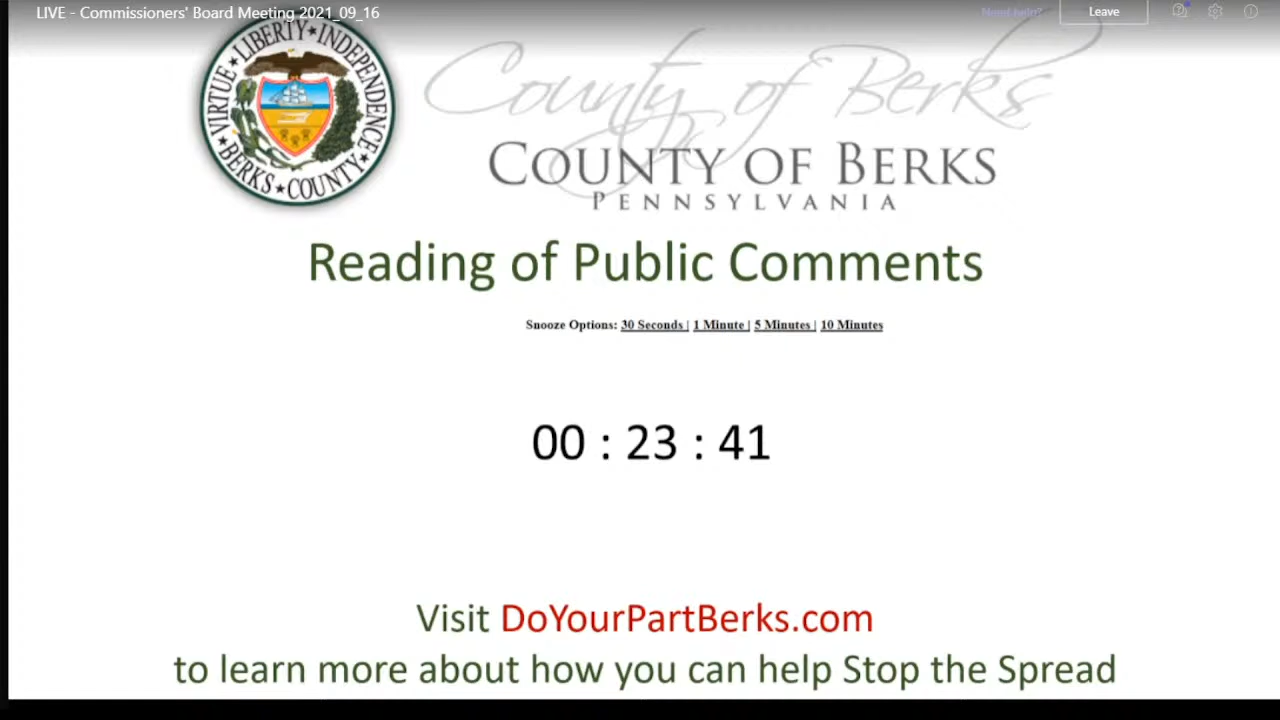 LIVE - Commissioners' Board Meeting 2021_09_16
Need help?
Leave
VIRTUE★LIBERTY★INDEPENDENCE
★BERKS★COUNTY★
County of Berks
COUNTY OF BERKS
PENNSYLVANIA
Reading of Public Comments
Snooze Options: 30 Seconds | 1 Minute | 5 Minutes | 10 Minutes
00 : 23 : 41
Visit DoYourPartBerks.com
to learn more about how you can help Stop the Spread